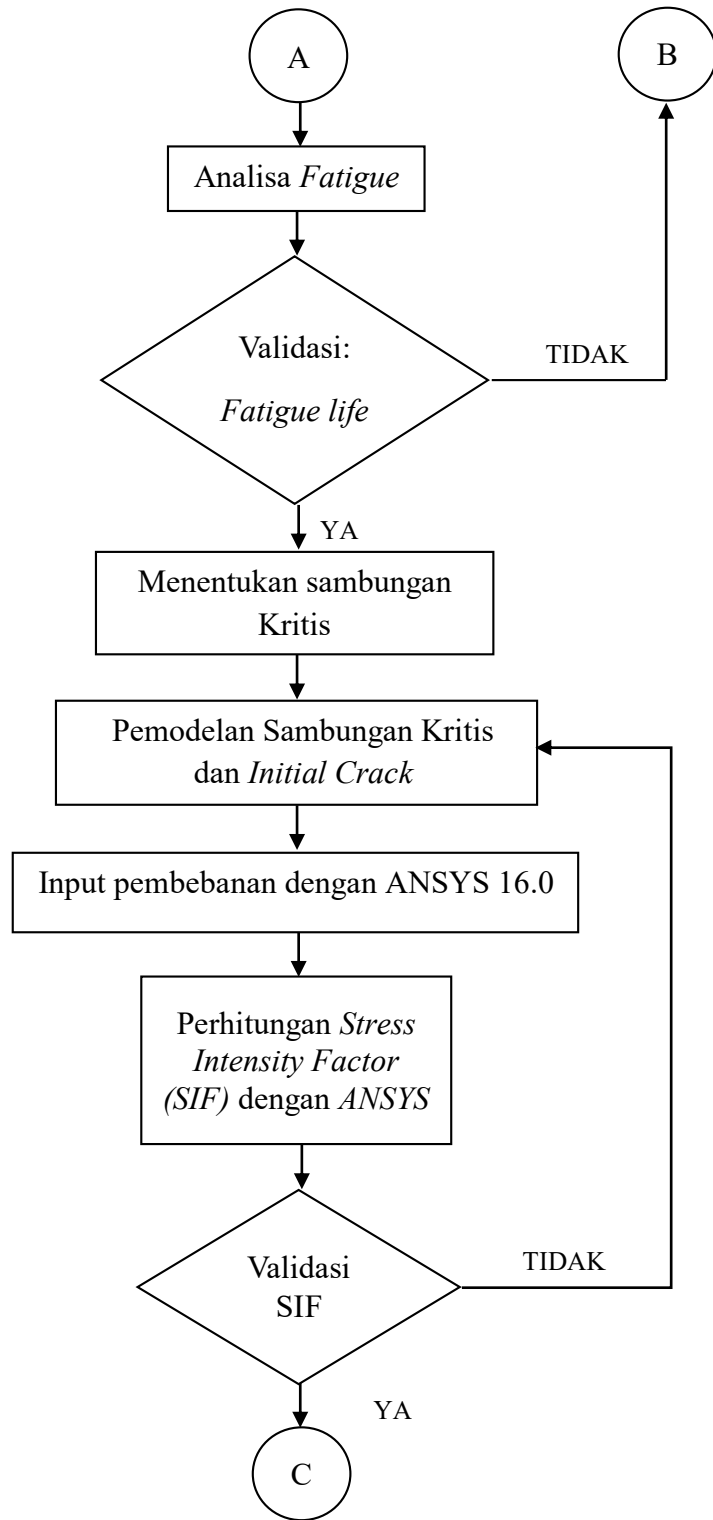 A
B
Analisa Fatigue
Validasi:
Fatigue life
TIDAK
YA
Menentukan sambungan
Kritis
Pemodelan Sambungan Kritis
dan Initial Crack
Input pembebanan dengan ANSYS 16.0
Perhitungan Stress
Intensity Factor
(SIF) dengan ANSYS
Validasi
SIF
TIDAK
YA
C